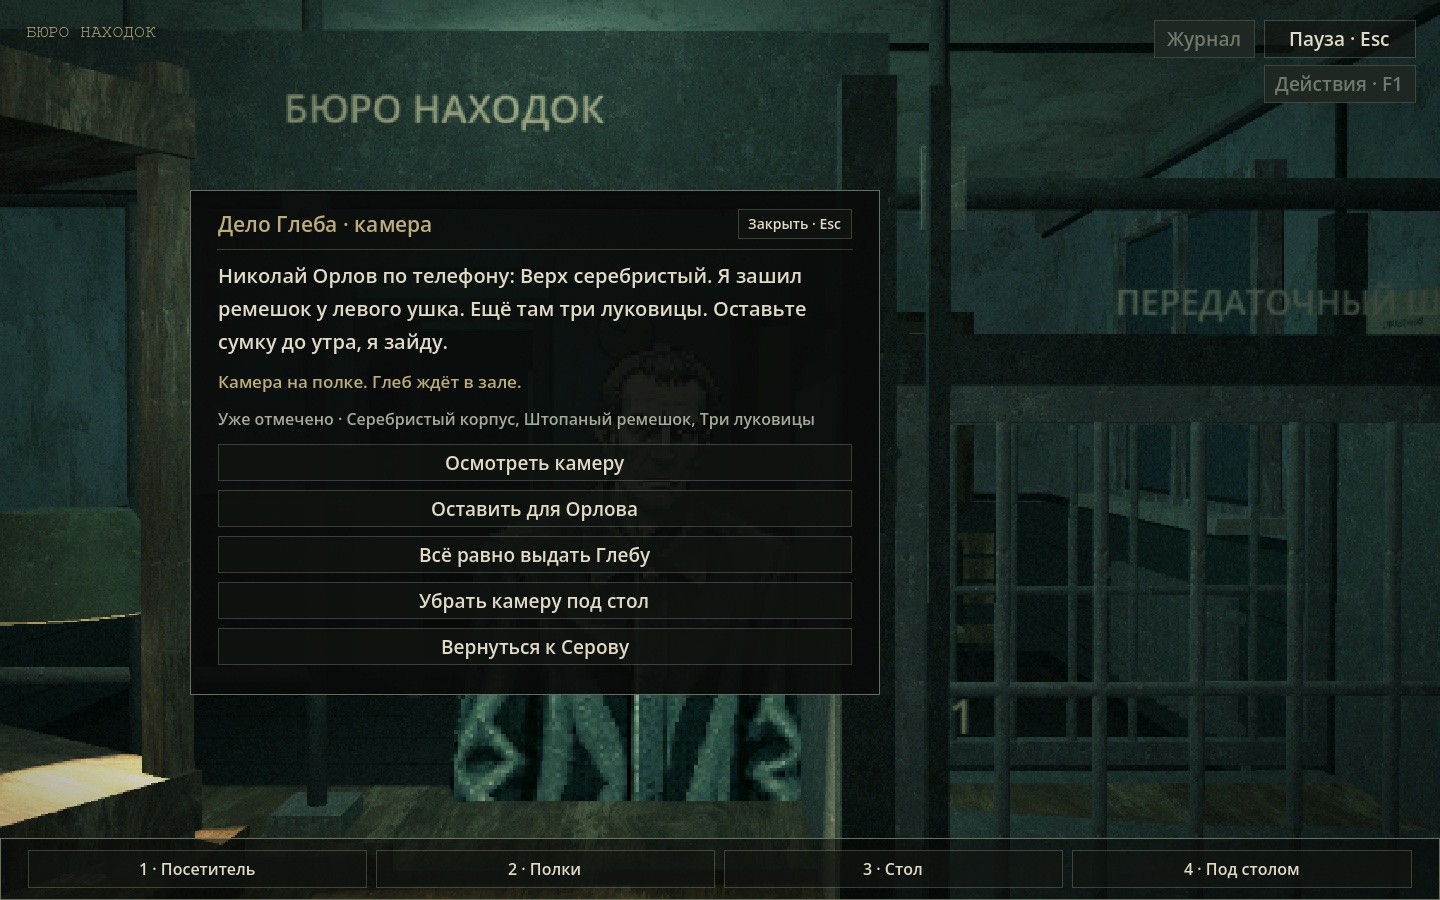 БЮРО НАХОДОК
Журнал
Пауза · Esc
Действия · F1
БЮРО НАХОДОК
ПЕРЕДАТОЧНЫЙ
Дело Глеба · камера
Закрыть · Esc
Николай Орлов по телефону: Верх серебристый. Я зашил
ремешок у левого ушка. Ещё там три луковицы. Оставьте
сумку до утра, я зайду.
Камера на полке. Глеб ждёт в зале.
Уже отмечено · Серебристый корпус, Штопаный ремешок, Три луковицы
Осмотреть камеру
Оставить для Орлова
Всё равно выдать Глебу
Убрать камеру под стол
Вернуться к Серову
1
1 · Посетитель
2 · Полки
3 · Стол
4 · Под столом